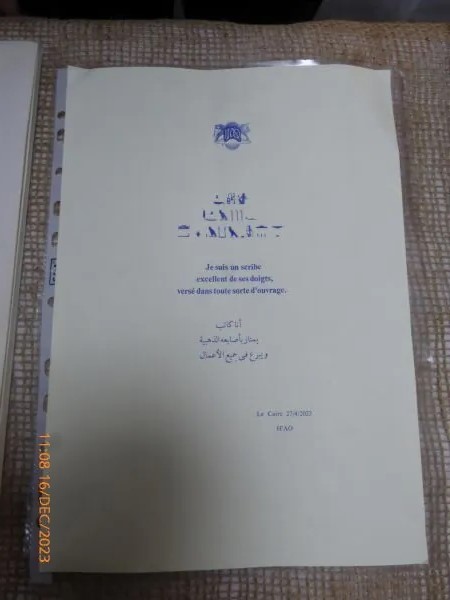 Je suis un scribe
excellent de ses doigts,
versé dans toute sorte d'ouvrage.
أنا كاتب
يمتاز بأصابعه الذهبية
ويبرع في جميع الأعمال
Le Caire 27/4/2023
IFAO
11:08 16/DEC/2023